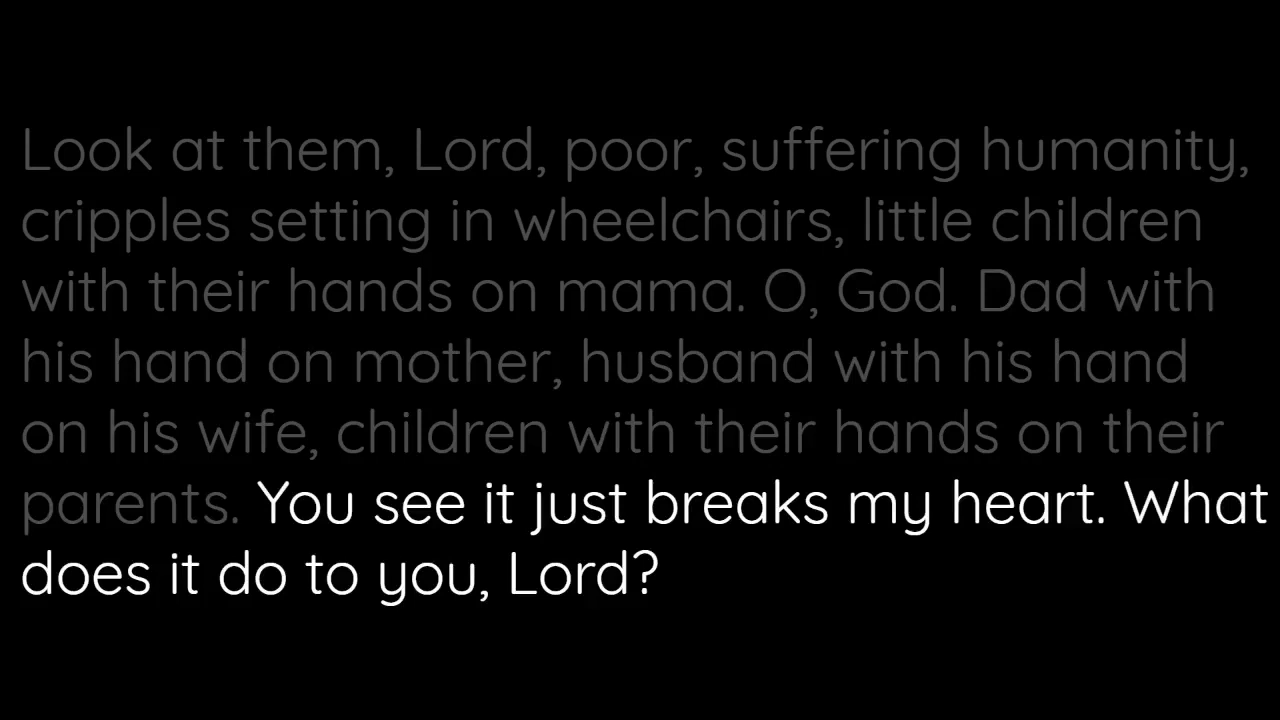 Look at them, Lord, poor, suffering humanity,
cripples setting in wheelchairs, little children
with their hands on mama. O, God. Dad with
his hand on mother, husband with his hand
on his wife, children with their hands on their
parents. You see it just breaks my heart. What
does it do to you, Lord?